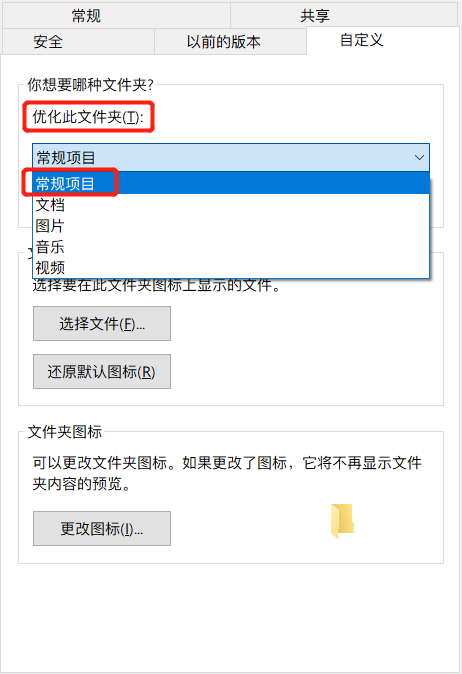 常规
共享
安全
以前的版本
自定义
你想要哪种文件夹?
优化此文件夹(T):
常规项目
常规项目
文档
图片
音乐
视频
选择要在此文件夹图标上显示的文件。
选择文件(F)...
还原默认图标(R)
文件夹图标
可以更改文件夹图标。如果更改了图标，它将不再显示文件
夹内容的预览。
更改图标(I)...